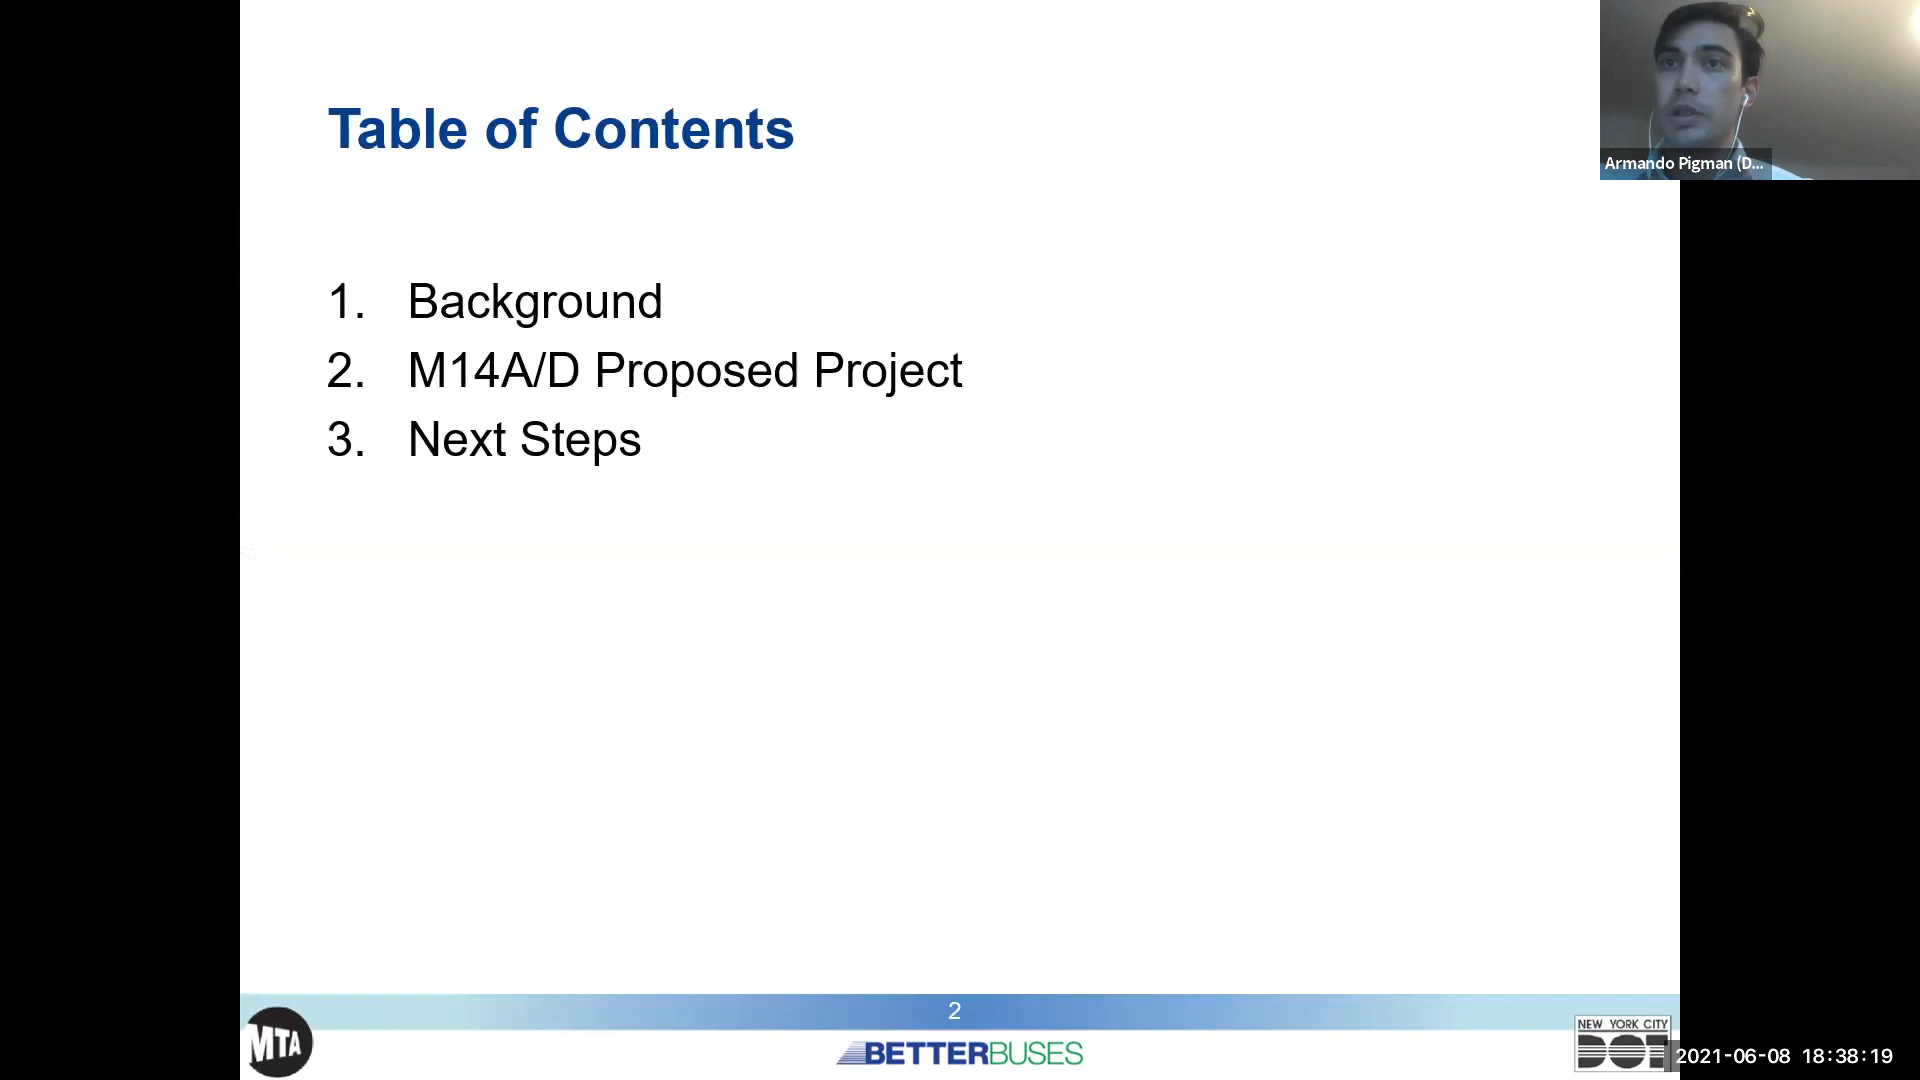 Table of Contents
Armando Pigman (D...
1. Background
2. M14A/D Proposed Project
3. Next Steps
2
MTA
BETTERBUSES
NEW YORK CITY
DOT
2021-06-08 18:38:19